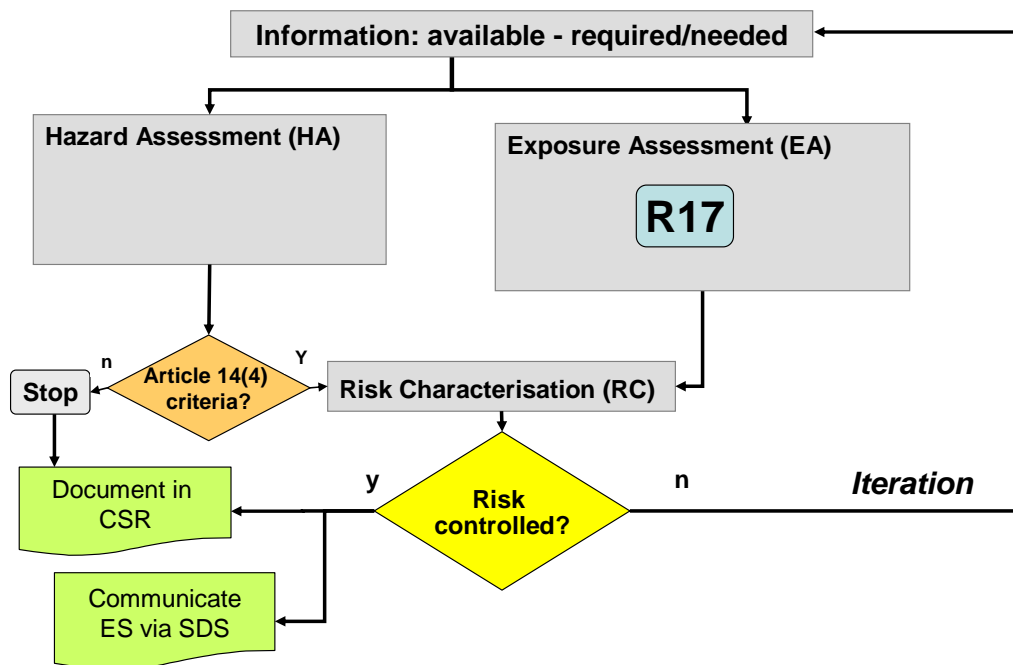 Information: available - required/needed
Hazard Assessment (HA)
Exposure Assessment (EA)
R17
n
Y
Article 14(4)
criteria?
Stop
Risk Characterisation (RC)
Document in
CSR
y
Risk
controlled?
n
Iteration
Communicate
ES via SDS